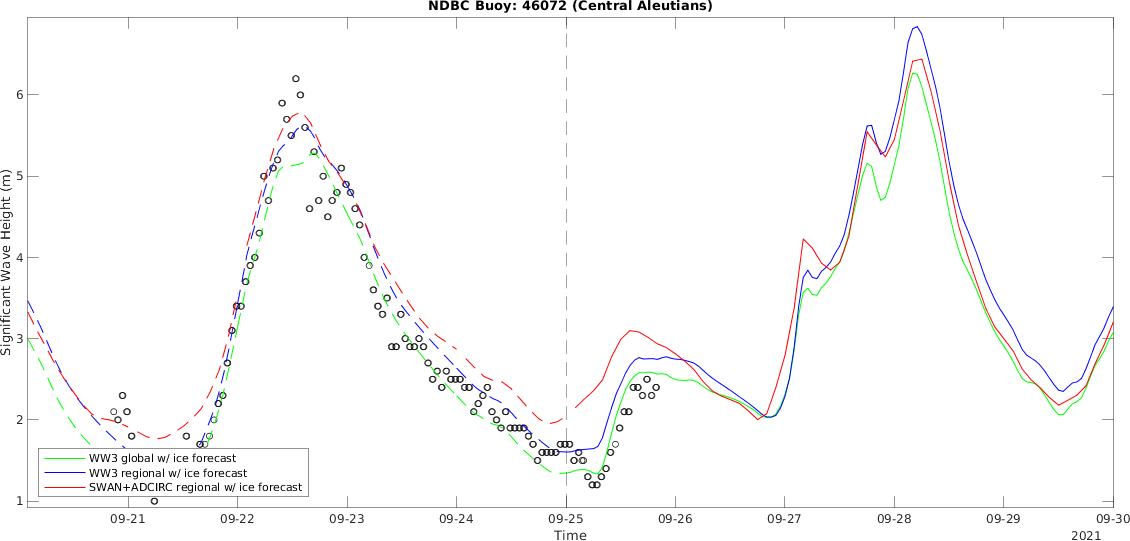 NDBC Buoy: 46072 (Central Aleutians)
Significant Wave Height (m)
6
5
4
3
2
1
WW3 global w/ ice forecast
WW3 regional w/ ice forecast
SWAN+ADCIRC regional w/ ice forecast
09-21 09-22 09-23 09-24 09-25 09-26 09-27 09-28 09-29 09-30
Time
2021